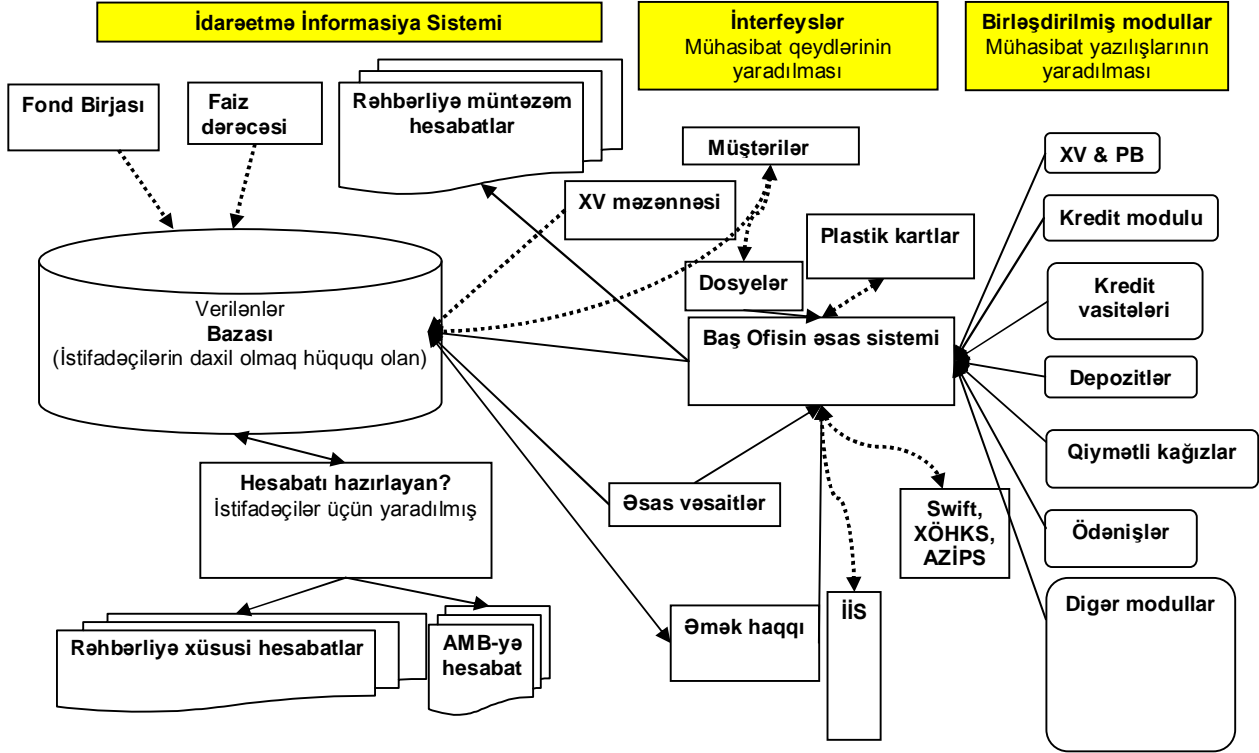 İdarəetmə İnformasiya Sistemi
İnterfeyslər
Mühasibat qeydlərinin
yaradılması
Birləşdirilmiş modullar
Mühasibat yazılışlarının
yaradılması
Fond Birjası
Faiz
dərəcəsi
Rəhbərliyə müntəzəm
hesabatlar
Müştərilər
XV məzənnəsi
Plastik kartlar
Dosyelər
XV & PB
Kredit modulu
Kredit
vasitələri
Depozitlər
Qiymətli kağızlar
Ödənişlər
Digər modullar
Verilənlər
Bazası
(İstifadəçilərin daxil olmaq hüququ olan)
Baş Ofisin əsas sistemi
Hesabatı hazırlayan?
İstifadəçilər üçün yaradılmış
Əsas vəsaitlər
Swift,
XÖHKS,
AZİPS
Əmək haqqı
İİS
Rəhbərliyə xüsusi hesabatlar
AMB-yə
hesabat